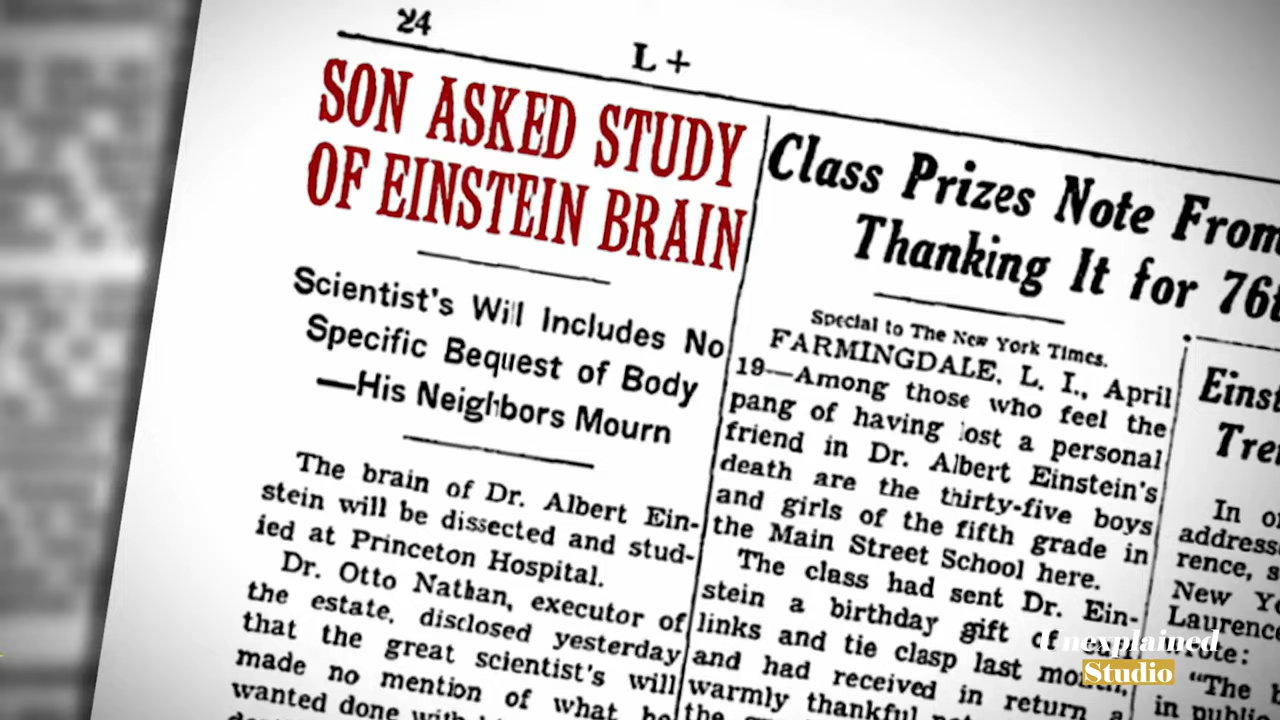 24
L +
SON ASKED STUDY
OF EINSTEIN BRAIN
Scientist's Will Includes No
Specific Bequest of Body
—His Neighbors Mourn
The brain of Dr. Albert Ein-
stein will be dissected and stud-
ied at Princeton Hospital.
Dr. Otto Nathan, executor of
the estate, disclosed yesterday
that the great scientist's will
made no mention of what he
wanted done with
Class Prizes Note From
Thanking It for 76
Special to The New York Times.
FARMINGDALE, L. I., April
19—Among those who feel the
pang of having lost a personal
friend in Dr. Albert Einstein's
death are the thirty-five boys
and girls of the fifth grade in
the Main Street School here.
The class had sent Dr. Ein-
stein a birthday gift of
links and tie clasp last month,
and had received in return a
warmly thankful
the
Einst
Tre
In
address
rence,
New Yo
Laurence
rote:
"The
in public
Unexplained
Studio